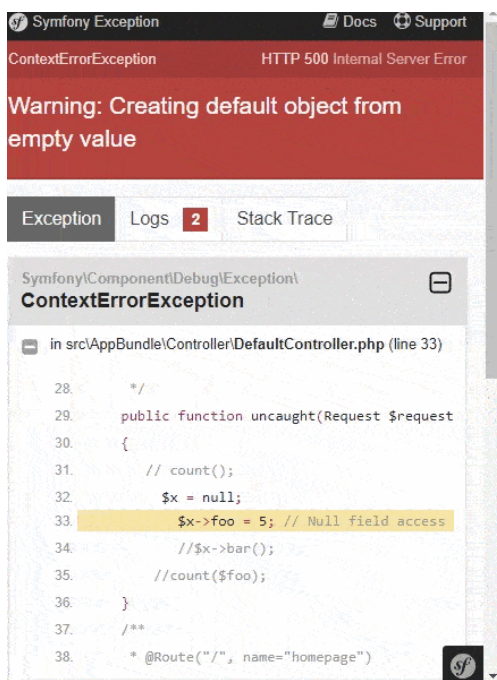 sf Symfony Exception Docs Support
ContextErrorException HTTP 500 Internal Server Error
Warning: Creating default object from
empty value
Exception Logs 2 Stack Trace
Symfony\Component\Debug\Exception\
ContextErrorException
in src\AppBundle\Controller\DefaultController.php (line 33)
28. */
29. public function uncaught(Request $request
30. {
31. // count();
32. $x = null;
33. $x->foo = 5; // Null field access
34. //$x->bar();
35. //count($foo);
36. }
37. /**
38. * @Route("/", name="homepage")
sf